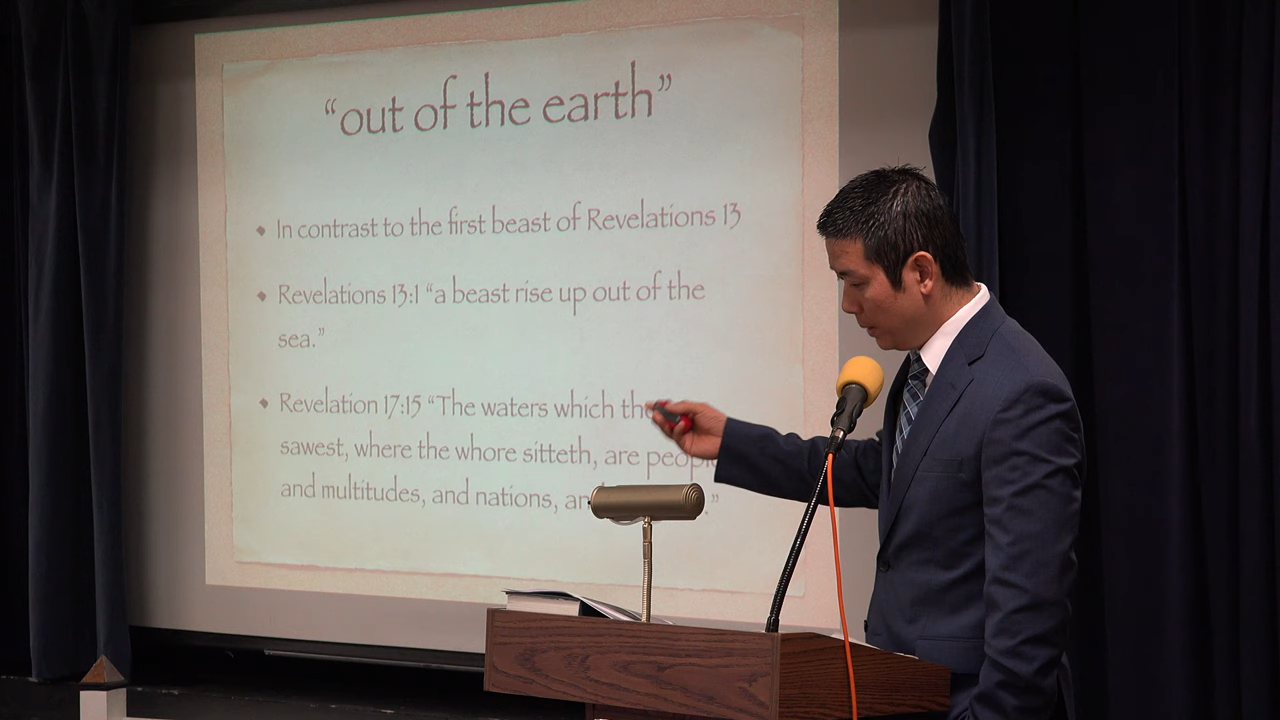 “out of the earth”
• In contrast to the first beast of Revelations 13
• Revelations 13:1 “a beast rise up out of the
sea.”
• Revelation 17:15 “The waters which
sawest, where the whore sitteth, are
and multitudes, and nations, ”